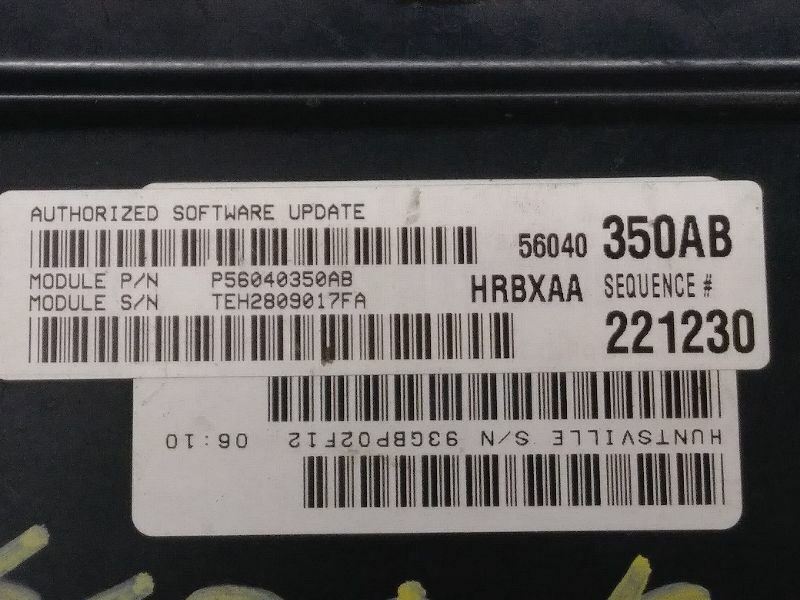 AUTHORIZED SOFTWARE UPDATE
56040 350AB
MODULE P/N P56040350AB
MODULE S/N TEH2809017FA
HRBXAA SEQUENCE #
221230
HUNTSVILLE S/N 93GBP02F12 06:10